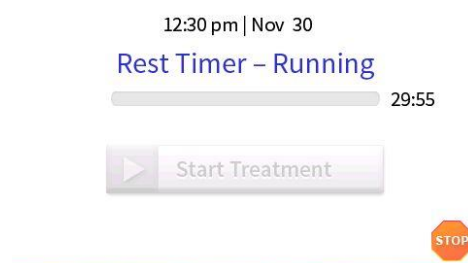 12:30 pm | Nov 30
Rest Timer – Running
29:55
Start Treatment
STOP